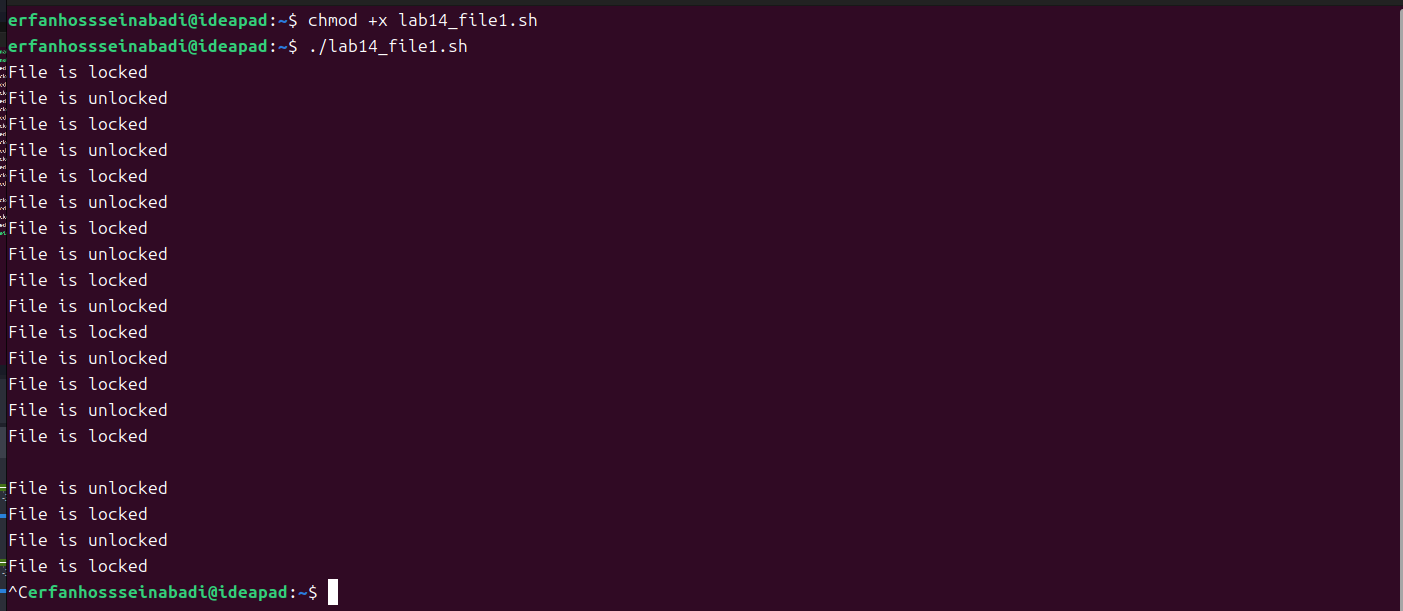 erfanhossseinabadi@ideapad:~$ chmod +x lab14_file1.sh
erfanhossseinabadi@ideapad:~$ ./lab14_file1.sh
File is locked
File is unlocked
File is locked
File is unlocked
File is locked
File is unlocked
File is locked
File is unlocked
File is locked
File is unlocked
File is locked
File is unlocked
File is locked
File is unlocked
File is locked

File is unlocked
File is locked
File is unlocked
File is locked
^Cerfanhossseinabadi@ideapad:~$